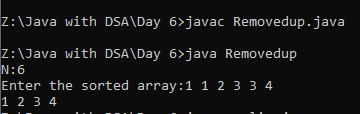 Z:\Java with DSA\Day 6>javac Removedup.java
Z:\Java with DSA\Day 6>java Removedup
N:6
Enter the sorted array:1 1 2 3 3 4
1 2 3 4